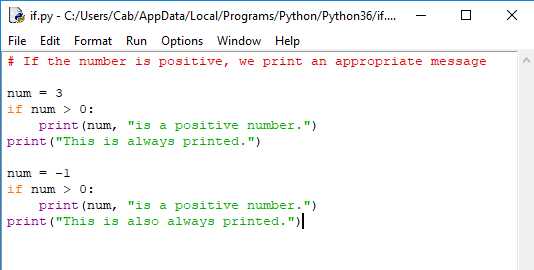 if.py - C:/Users/Cab/AppData/Local/Programs/Python/Python36/if....
File Edit Format Run Options Window Help
# If the number is positive, we print an appropriate message
num = 3
if num > 0:
    print(num, "is a positive number.")
print("This is always printed.")
num = -1
if num > 0:
    print(num, "is a positive number.")
print("This is also always printed.")